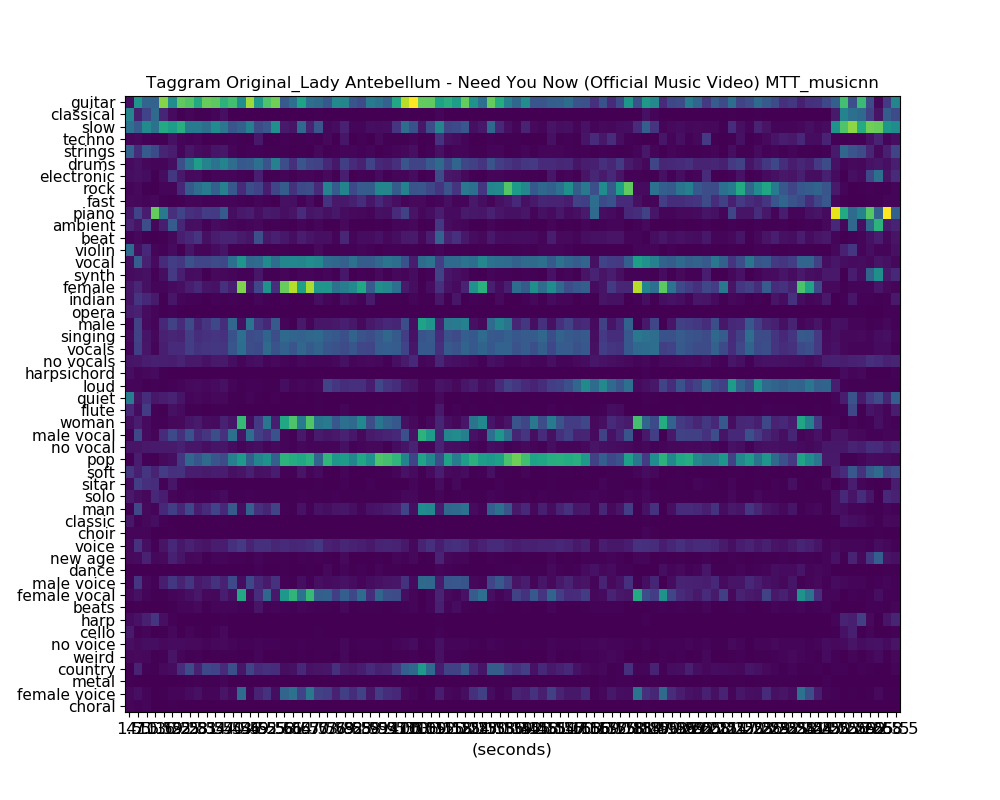 Taggram Original_Lady Antebellum - Need You Now (Official Music Video) MTT_musicnn
guitar
classical
slow
techno
strings
drums
electronic
rock
fast
piano
ambient
beat
violin
vocal
synth
female
indian
opera
male
singing
vocals
no vocals
harpsichord
loud
quiet
flute
woman
male vocal
no vocal
pop
soft
sitar
solo
man
classic
choir
voice
new age
dance
male voice
female vocal
beats
harp
cello
no voice
weird
country
metal
female voice
choral
(seconds)